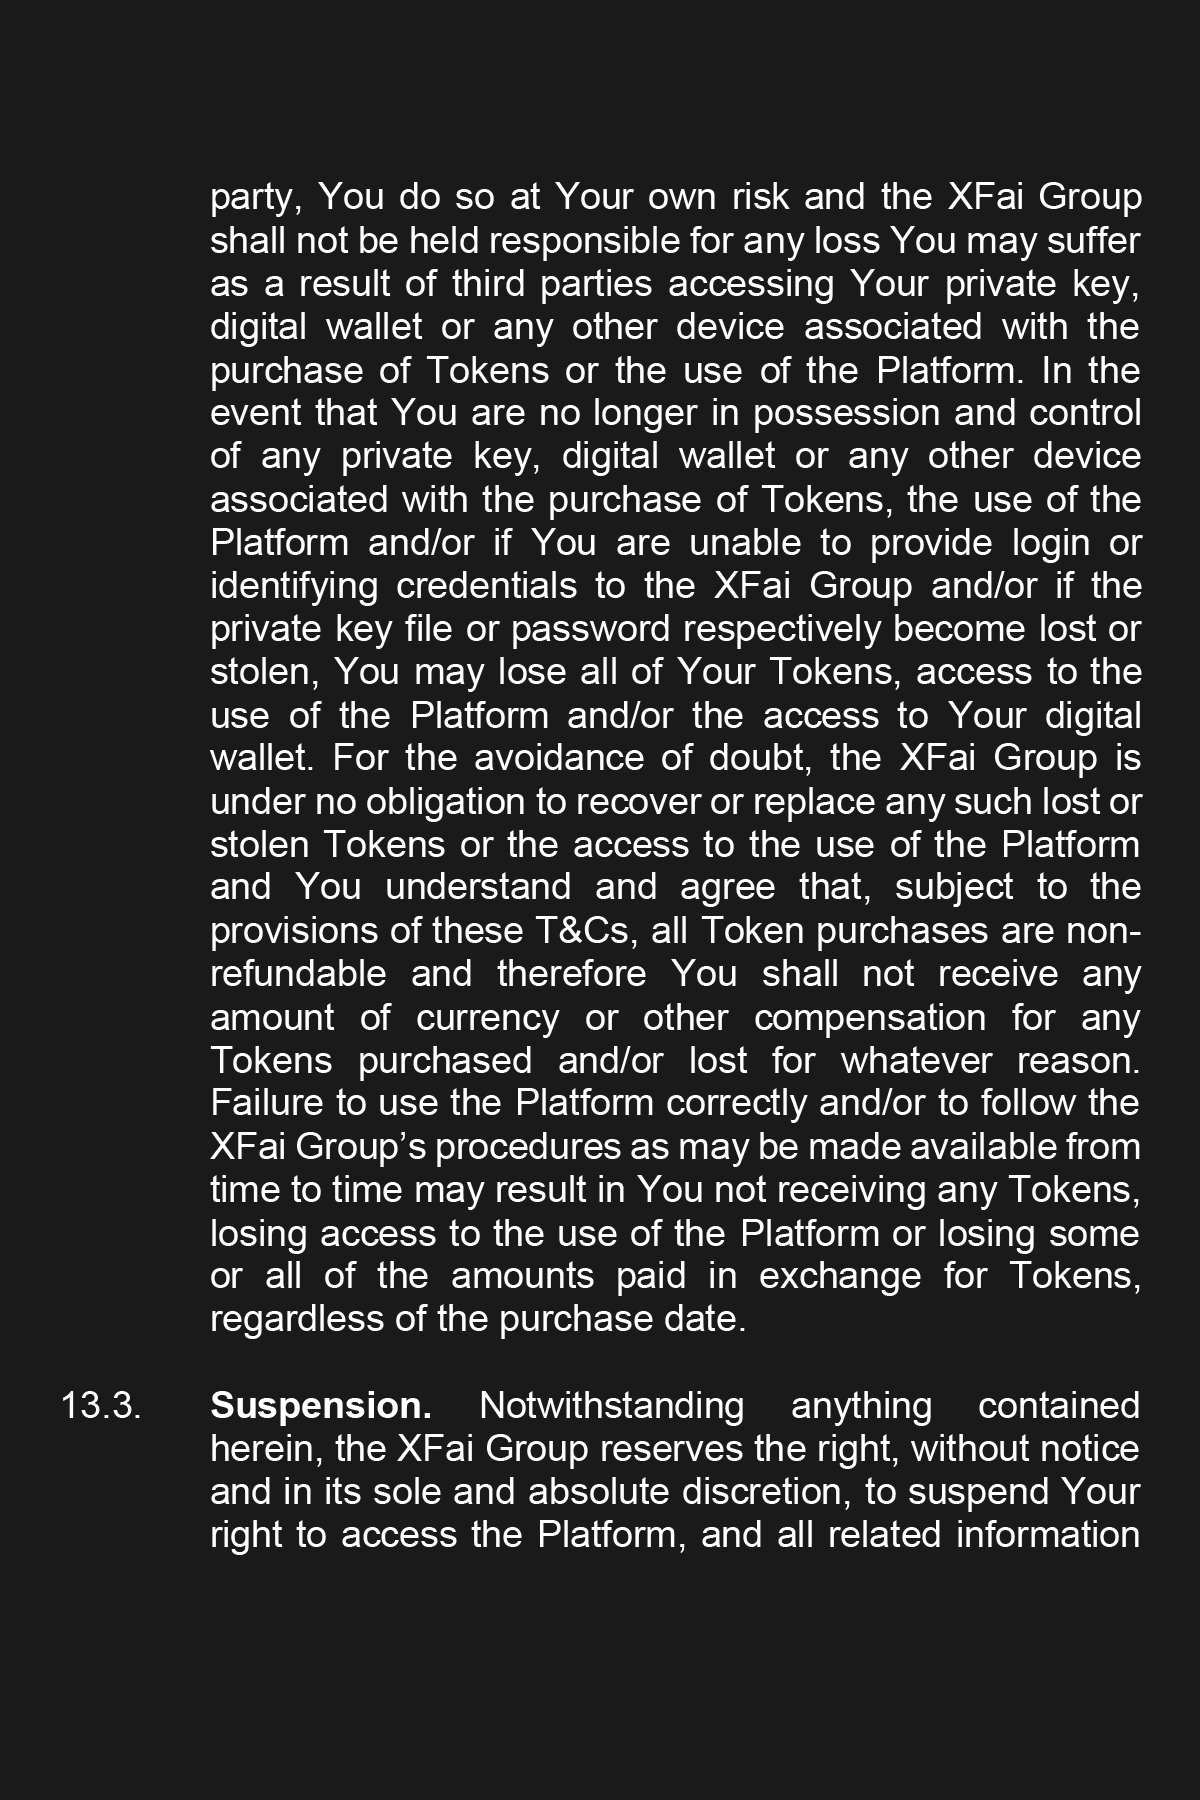 party, You do so at Your own risk and the XFai Group
shall not be held responsible for any loss You may suffer
as a result of third parties accessing Your private key,
digital wallet or any other device associated with the
purchase of Tokens or the use of the Platform. In the
event that You are no longer in possession and control
of any private key, digital wallet or any other device
associated with the purchase of Tokens, the use of the
Platform and/or if You are unable to provide login or
identifying credentials to the XFai Group and/or if the
private key file or password respectively become lost or
stolen, You may lose all of Your Tokens, access to the
use of the Platform and/or the access to Your digital
wallet. For the avoidance of doubt, the XFai Group is
under no obligation to recover or replace any such lost or
stolen Tokens or the access to the use of the Platform
and You understand and agree that, subject to the
provisions of these T&Cs, all Token purchases are non-
refundable and therefore You shall not receive any
amount of currency or other compensation for any
Tokens purchased and/or lost for whatever reason.
Failure to use the Platform correctly and/or to follow the
XFai Group’s procedures as may be made available from
time to time may result in You not receiving any Tokens,
losing access to the use of the Platform or losing some
or all of the amounts paid in exchange for Tokens,
regardless of the purchase date.
13.3. Suspension. Notwithstanding anything contained
herein, the XFai Group reserves the right, without notice
and in its sole and absolute discretion, to suspend Your
right to access the Platform, and all related information